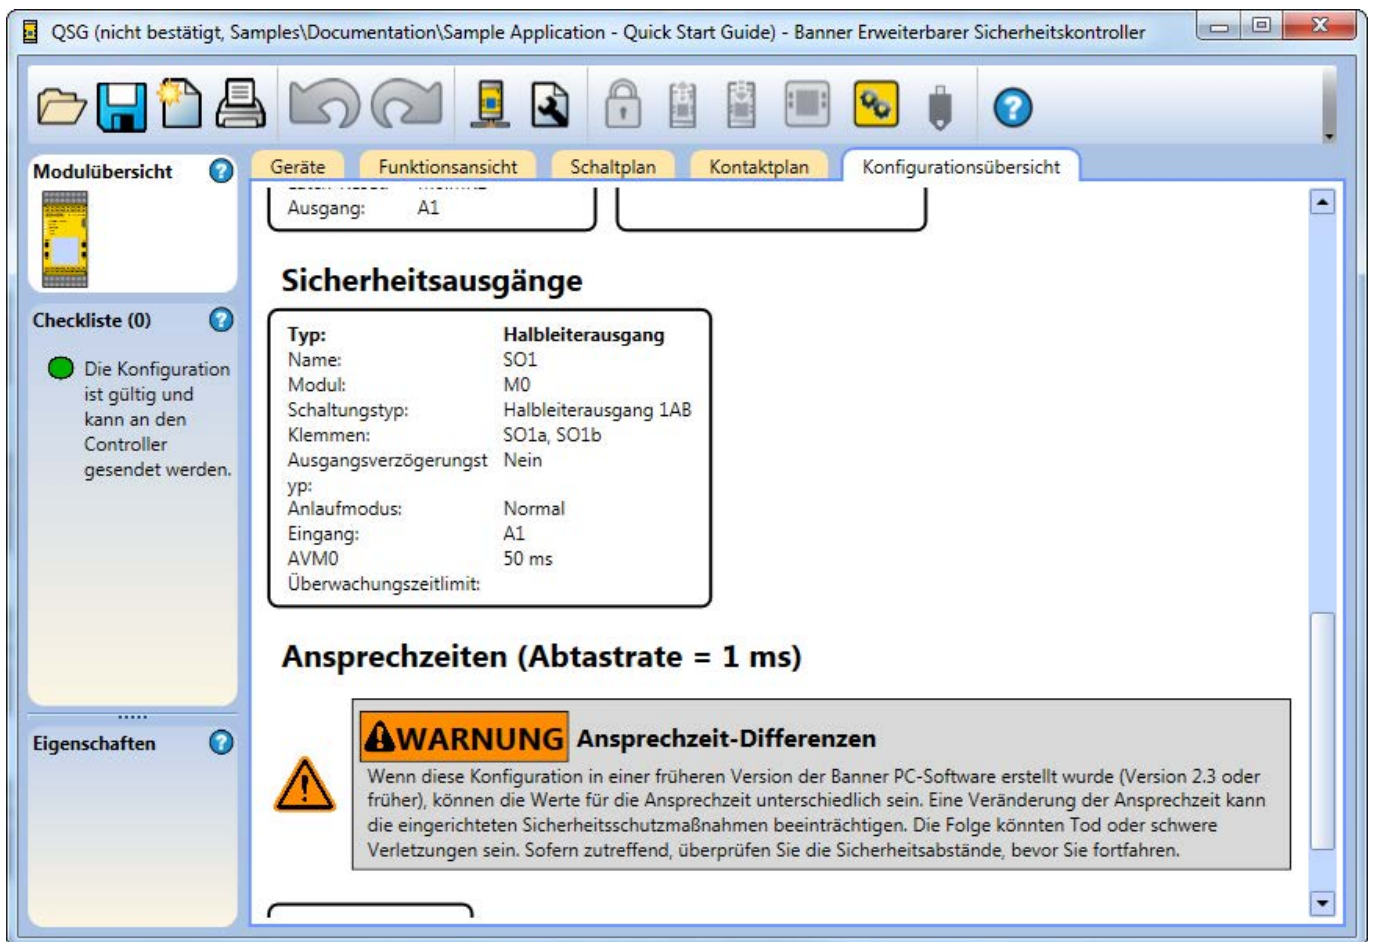 QSG (nicht bestätigt, Samples\Documentation\Sample Application - Quick Start Guide) - Banner Erweiterbarer Sicherheitskontroller
Modulübersicht
Checkliste (0)
Die Konfiguration
ist gültig und
kann an den
Controller
gesendet werden.
Eigenschaften
Geräte Funktionsansicht Schaltplan Kontaktplan Konfigurationsübersicht
Ausgang: A1
Sicherheitsausgänge
Typ: Halbleiterausgang
Name: SO1
Modul: M0
Schaltungstyp: Halbleiterausgang 1AB
Klemmen: SO1a, SO1b
Ausgangsverzögerungst Nein
yp:
Anlaufmodus: Normal
Eingang: A1
AVM0 50 ms
Überwachungszeitlimit:
Ansprechzeiten (Abtastrate = 1 ms)
WARNUNG Ansprechzeit-Differenzen
Wenn diese Konfiguration in einer früheren Version der Banner PC-Software erstellt wurde (Version 2.3 oder
früher), können die Werte für die Ansprechzeit unterschiedlich sein. Eine Veränderung der Ansprechzeit kann
die eingerichteten Sicherheitsschutzmaßnahmen beeinträchtigen. Die Folge könnten Tod oder schwere
Verletzungen sein. Sofern zutreffend, überprüfen Sie die Sicherheitsabstände, bevor Sie fortfahren.